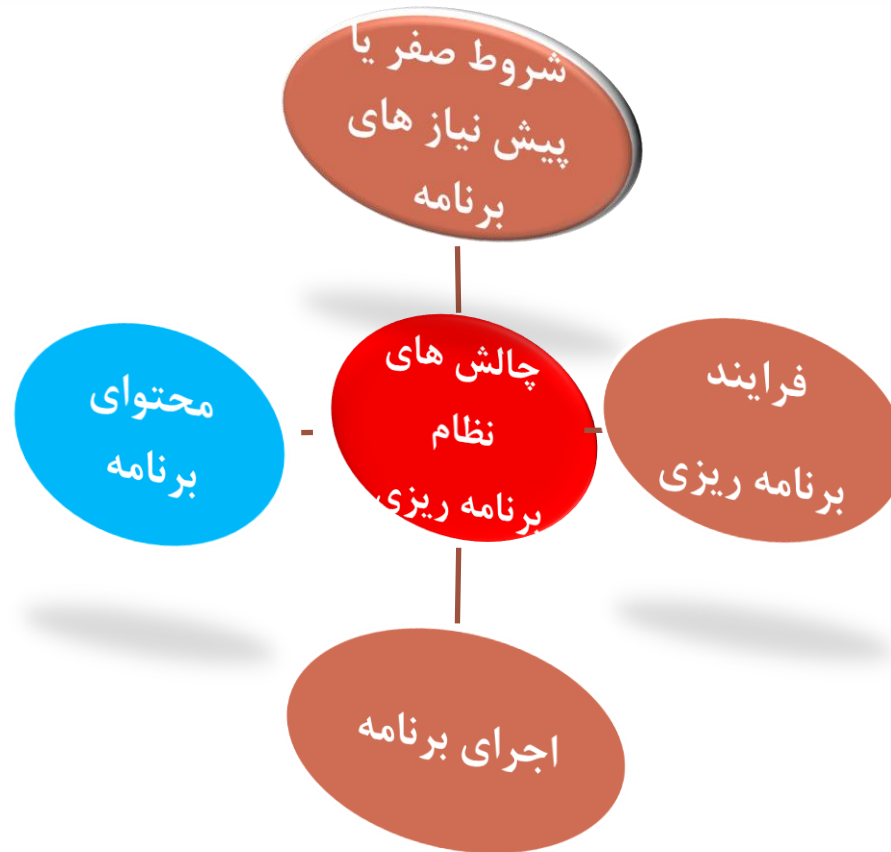 شروط صفر یا
پیش نیاز های
برنامه
چالش های
نظام
برنامه ریزی
فرایند
برنامه ریزی
محتوای
برنامه
اجرای برنامه